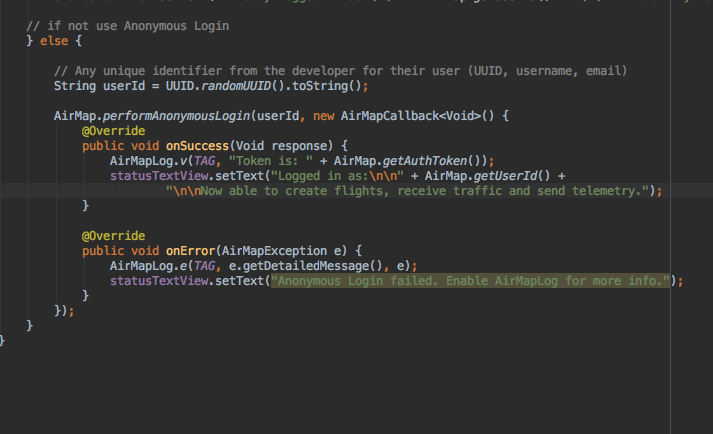 // if not use Anonymous Login
} else {
// Any unique identifier from the developer for their user (UUID, username, email)
String userId = UUID.randomUUID().toString();
AirMap.performAnonymousLogin(userId, new AirMapCallback<Void>() {
@Override
public void onSuccess(Void response) {
AirMapLog.v(TAG, "Token is: " + AirMap.getAuthToken());
statusTextView.setText("Logged in as:\n\n" + AirMap.getUserId() +
"\n\nNow able to create flights, receive traffic and send telemetry.");
}
@Override
public void onError(AirMapException e) {
AirMapLog.e(TAG, e.getDetailedMessage(), e);
statusTextView.setText("Anonymous Login failed. Enable AirMapLog for more info.");
}
});
}
}